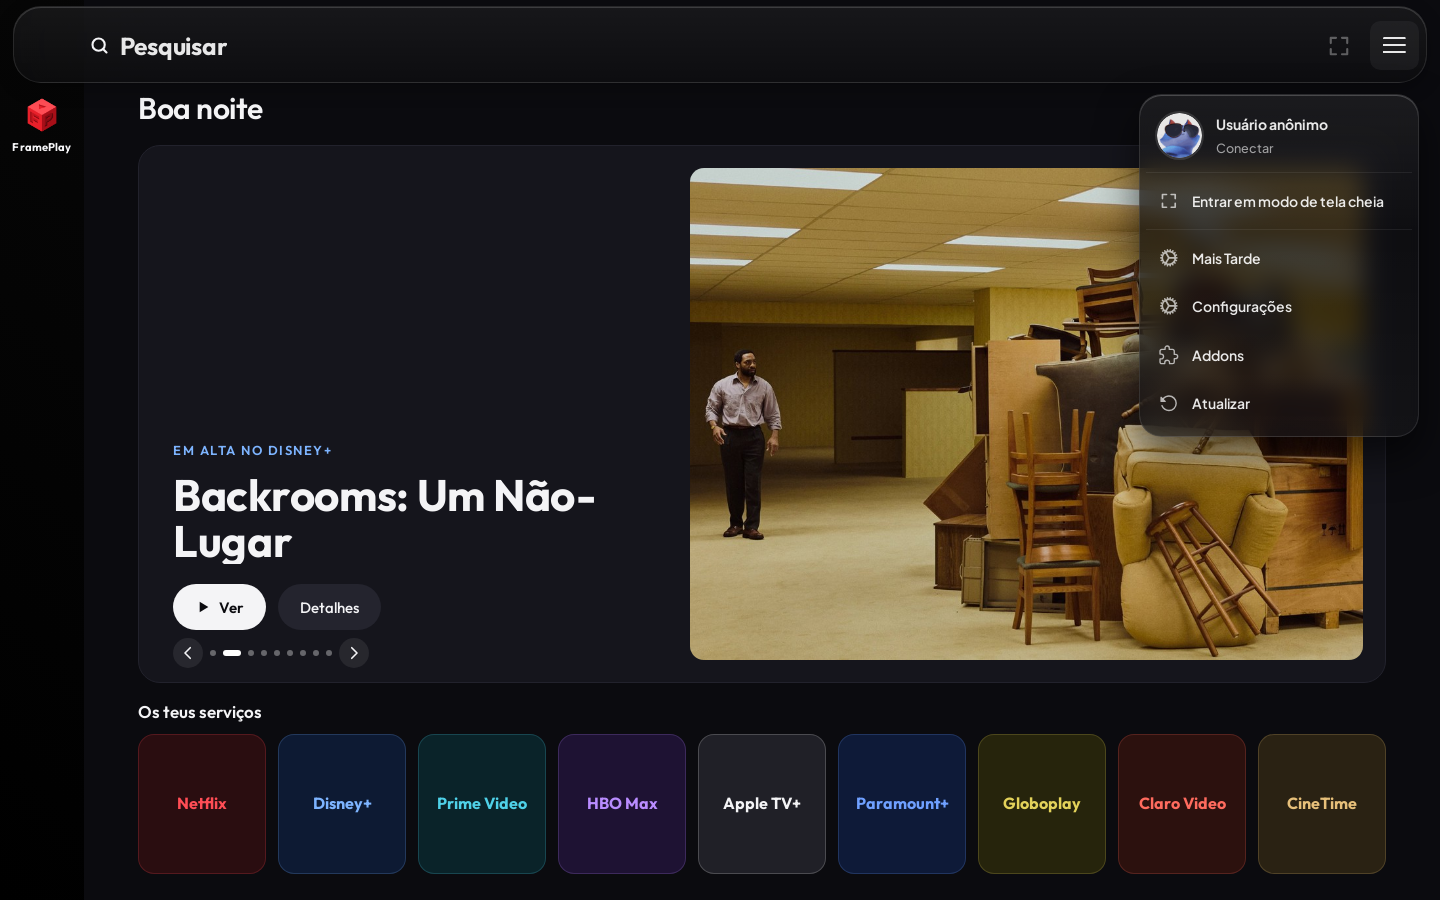 Pesquisar
FramePlay
Boa noite
Usuário anônimo
Conectar
Entrar em modo de tela cheia
Mais Tarde
Configurações
Addons
Atualizar
EM ALTA NO DISNEY+
Backrooms: Um Não-
Lugar
Ver
Detalhes
Os teus serviços
Netflix
Disney+
Prime Video
HBO Max
Apple TV+
Paramount+
Globoplay
Claro Video
CineTime